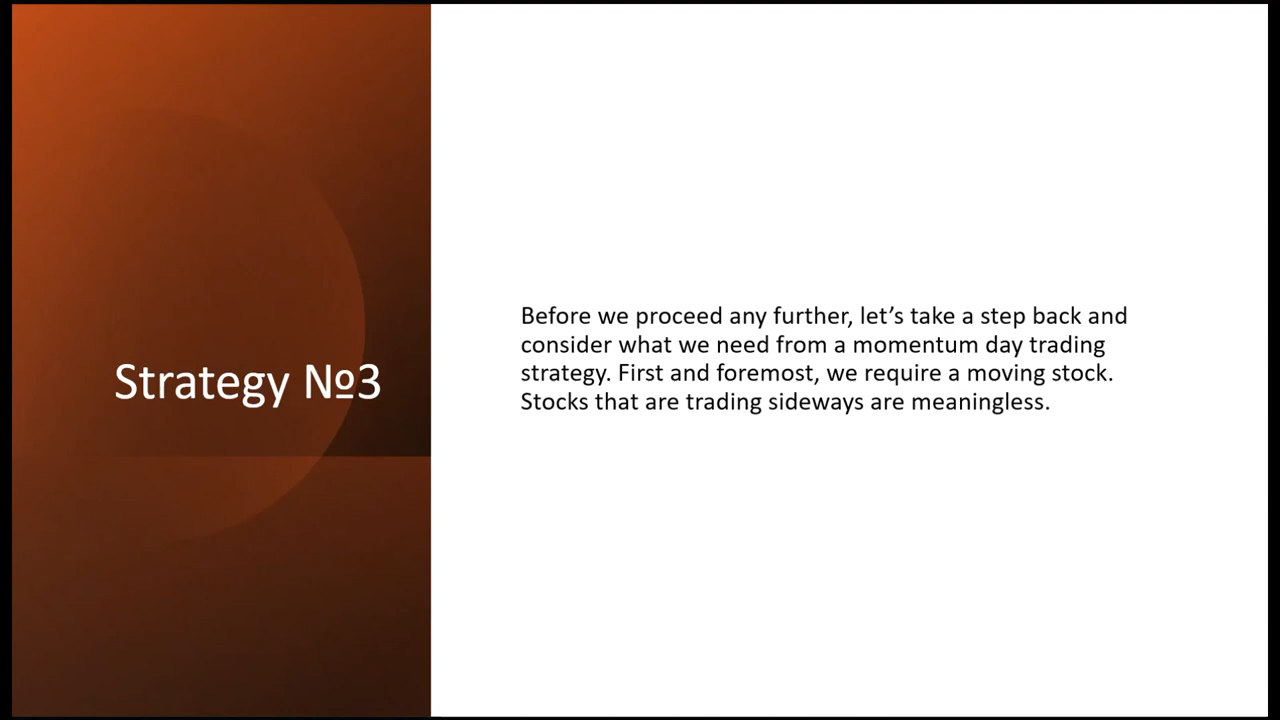 Strategy №3
Before we proceed any further, let’s take a step back and
consider what we need from a momentum day trading
strategy. First and foremost, we require a moving stock.
Stocks that are trading sideways are meaningless.